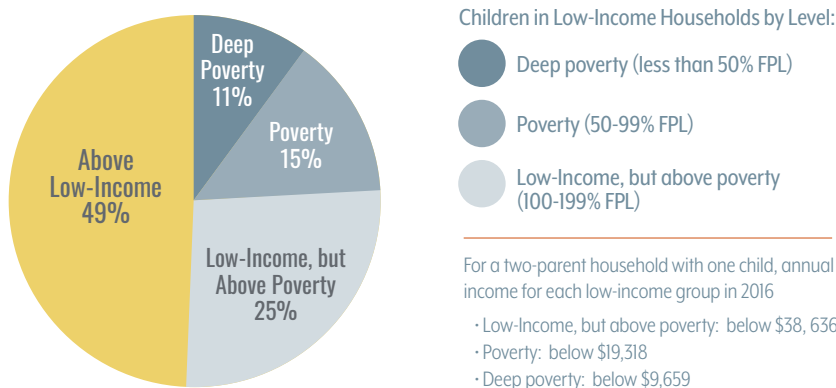 Deep
Poverty
11%
Poverty
15%
Above
Low-Income
49%
Low-Income, but
Above Poverty
25%
Children in Low-Income Households by Level:
Deep poverty (less than 50% FPL)
Poverty (50-99% FPL)
Low-Income, but above poverty
(100-199% FPL)
For a two-parent household with one child, annual
income for each low-income group in 2016
· Low-Income, but above poverty: below $38, 636
· Poverty: below $19,318
· Deep poverty: below $9,659